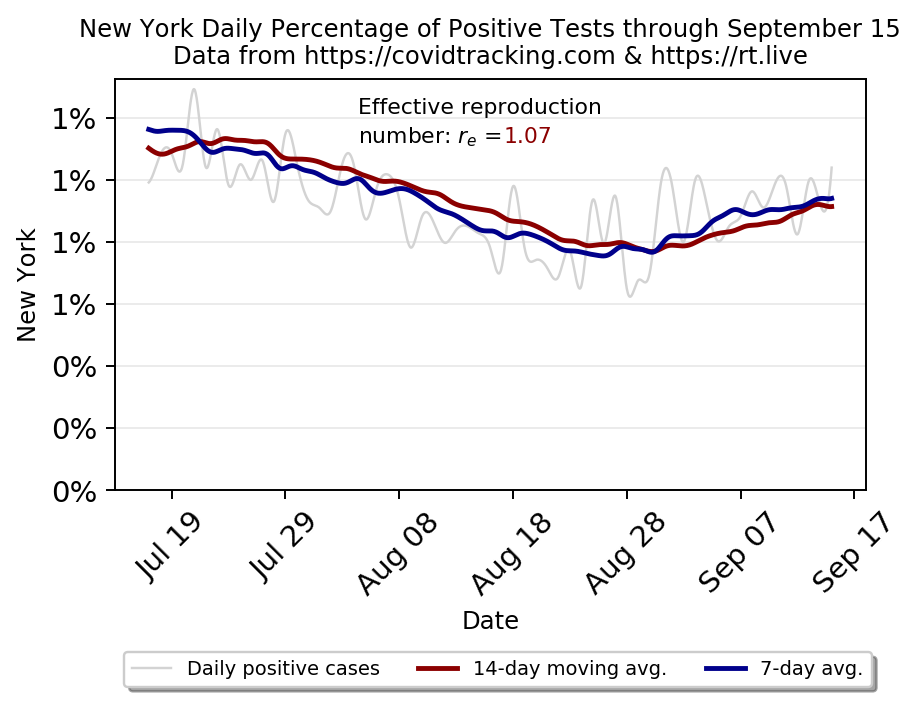 New York Daily Percentage of Positive Tests through September 15
Data from https://covidtracking.com & https://rt.live
Effective reproduction
number: rₑ =1.07
New York
1%
1%
1%
1%
0%
0%
0%
Jul 19
Jul 29
Aug 08
Aug 18
Aug 28
Sep 07
Sep 17
Date
Daily positive cases
14-day moving avg.
7-day avg.